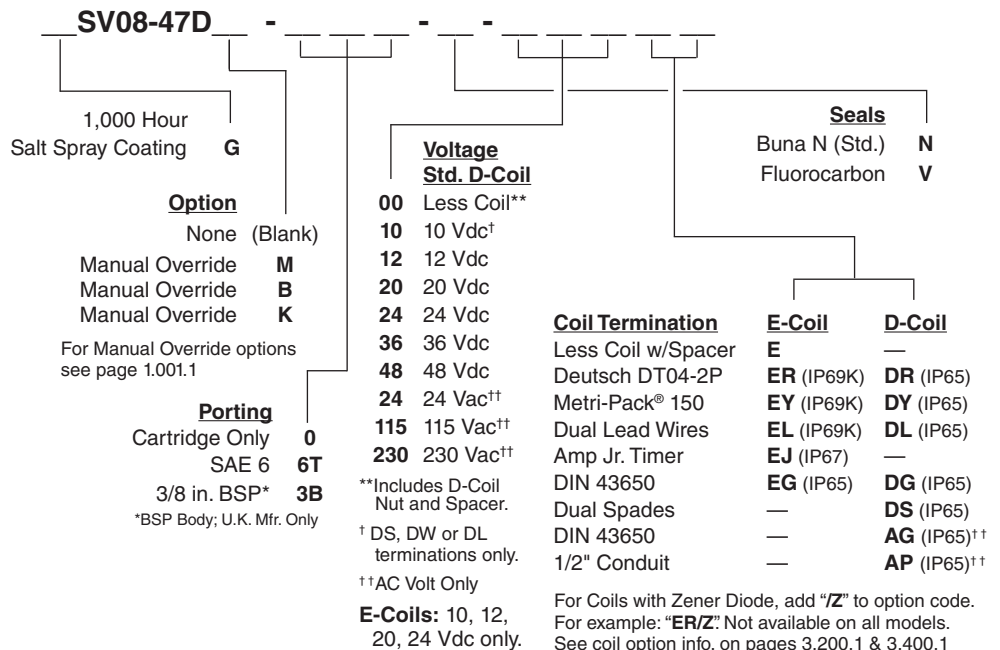 __SV08-47D__ - __ __ __ - __ - __ __ __ __ __
1,000 Hour
Salt Spray Coating G
Option
None (Blank)
Manual Override M
Manual Override B
Manual Override K
For Manual Override options
see page 1.001.1
Porting
Cartridge Only 0
SAE 6 6T
3/8 in. BSP* 3B
*BSP Body; U.K. Mfr. Only
Voltage
Std. D-Coil
00 Less Coil**
10 10 Vdc†
12 12 Vdc
20 20 Vdc
24 24 Vdc
36 36 Vdc
48 48 Vdc
24 24 Vac††
115 115 Vac††
230 230 Vac††
**Includes D-Coil
Nut and Spacer.
† DS, DW or DL
terminations only.
††AC Volt Only
E-Coils: 10, 12,
20, 24 Vdc only.
Seals
Buna N (Std.) N
Fluorocarbon V
Coil Termination E-Coil D-Coil
Less Coil w/Spacer E —
Deutsch DT04-2P ER (IP69K) DR (IP65)
Metri-Pack® 150 EY (IP69K) DY (IP65)
Dual Lead Wires EL (IP69K) DL (IP65)
Amp Jr. Timer EJ (IP67) —
DIN 43650 EG (IP65) DG (IP65)
Dual Spades — DS (IP65)
DIN 43650 — AG (IP65)††
1/2" Conduit — AP (IP65)††
For Coils with Zener Diode, add “/Z” to option code.
For example: “ER/Z”. Not available on all models.
See coil option info. on pages 3.200.1 & 3.400.1